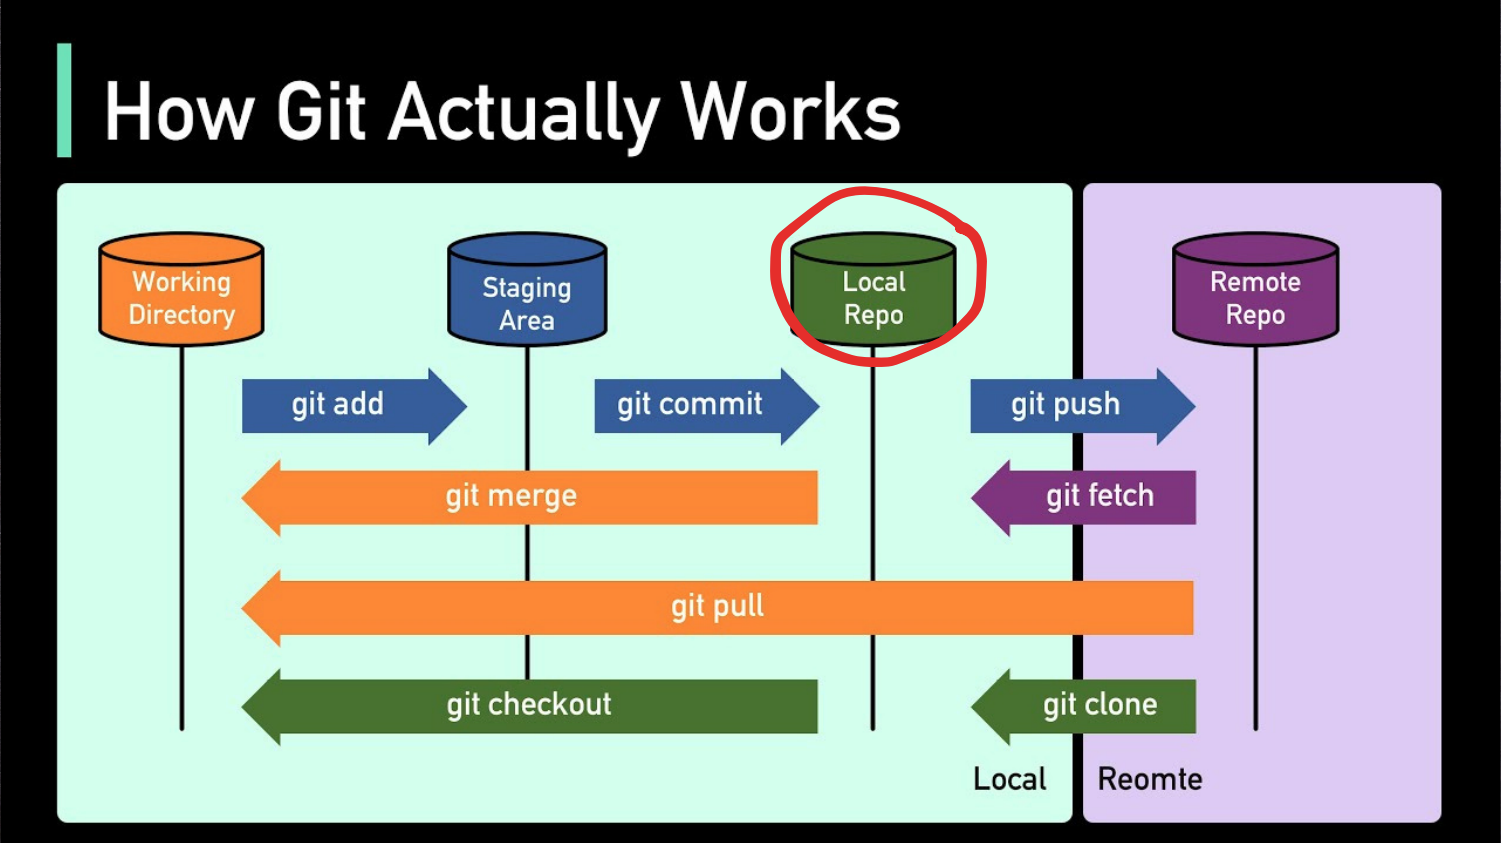 How Git Actually Works
Working
Directory
Staging
Area
Local
Repo
Remote
Repo
git add
git commit
git push
git merge
git fetch
git pull
git checkout
git clone
Local
Reomte